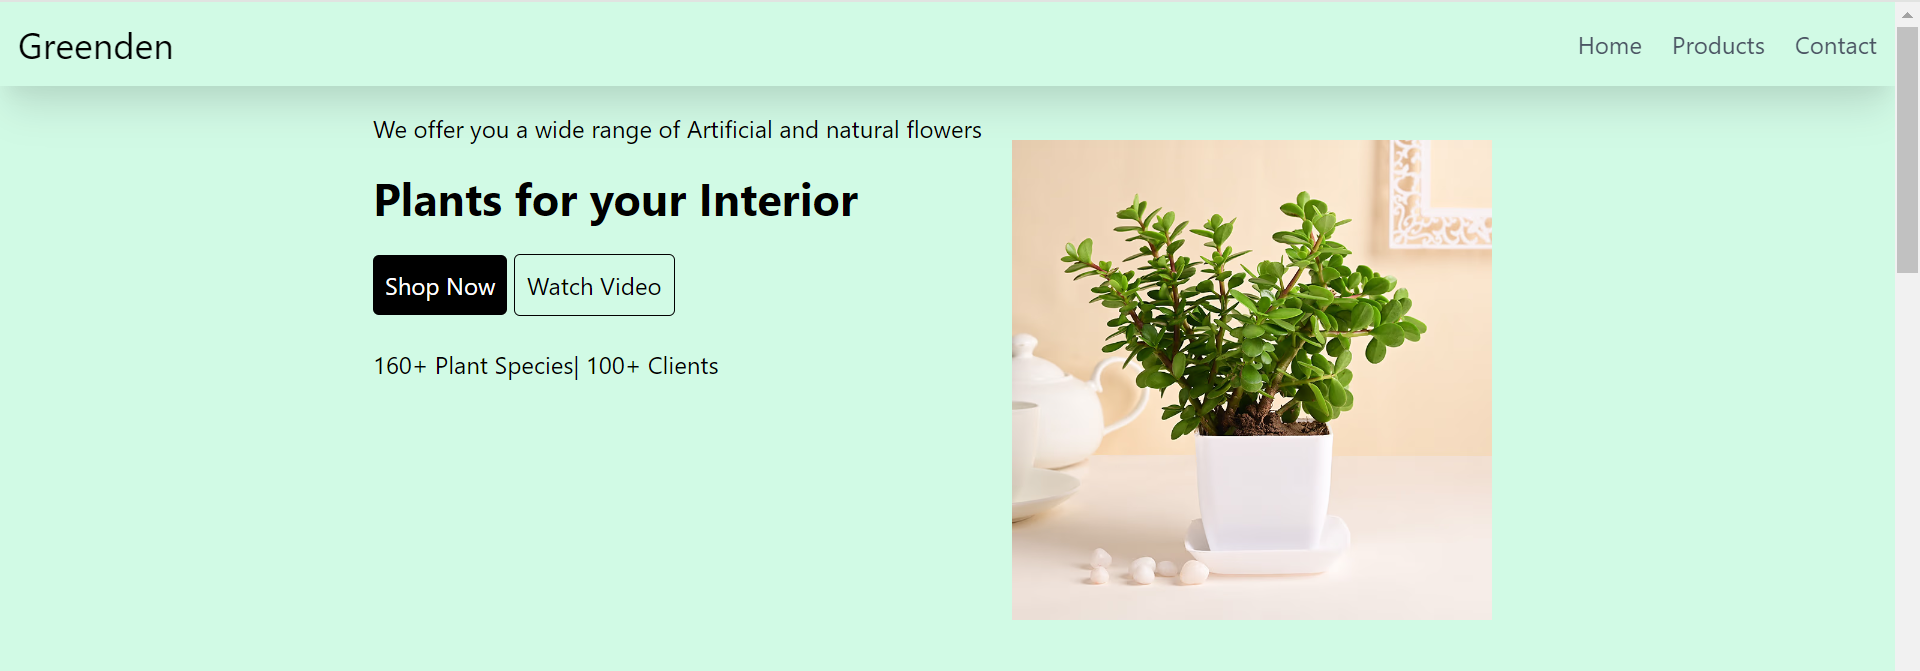 Greenden
Home Products Contact
We offer you a wide range of Artificial and natural flowers
Plants for your Interior
Shop Now Watch Video
160+ Plant Species| 100+ Clients